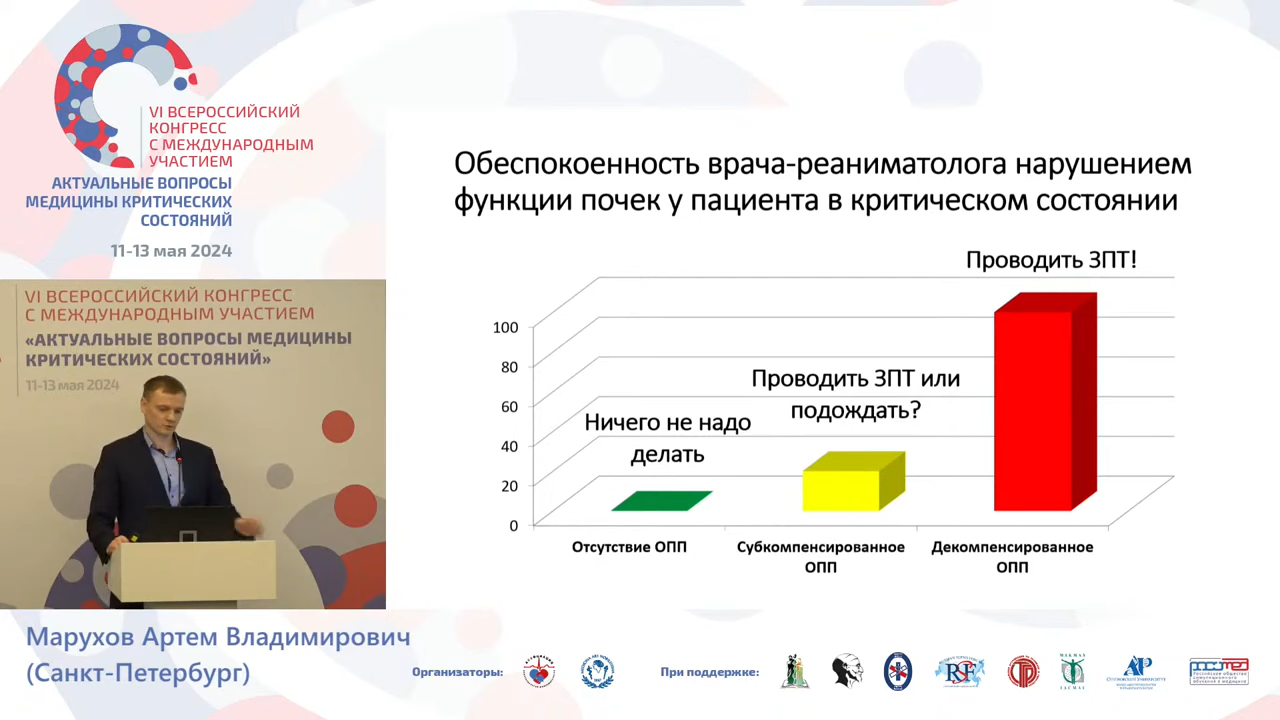 VI ВСЕРОССИЙСКИЙ
КОНГРЕСС
С МЕЖДУНАРОДНЫМ
УЧАСТИЕМ
АКТУАЛЬНЫЕ ВОПРОСЫ
МЕДИЦИНЫ КРИТИЧЕСКИХ
СОСТОЯНИЙ
11-13 мая 2024
VI ВСЕРОССИЙСКИЙ КОНГРЕСС
С МЕЖДУНАРОДНЫМ УЧАСТИЕМ
«АКТУАЛЬНЫЕ ВОПРОСЫ МЕДИЦИНЫ
КРИТИЧЕСКИХ СОСТОЯНИЙ»
11-13 мая 2024
Обеспокоенность врача-реаниматолога нарушением
функции почек у пациента в критическом состоянии
Проводить ЗПТ!
Проводить ЗПТ или
подождать?
Ничего не надо
делать
100
80
60
40
20
0
Отсутствие ОПП
Субкомпенсированное
ОПП
Декомпенсированное
ОПП
Марухов Артем Владимирович
(Санкт-Петербург)
Организаторы:
При поддержке: